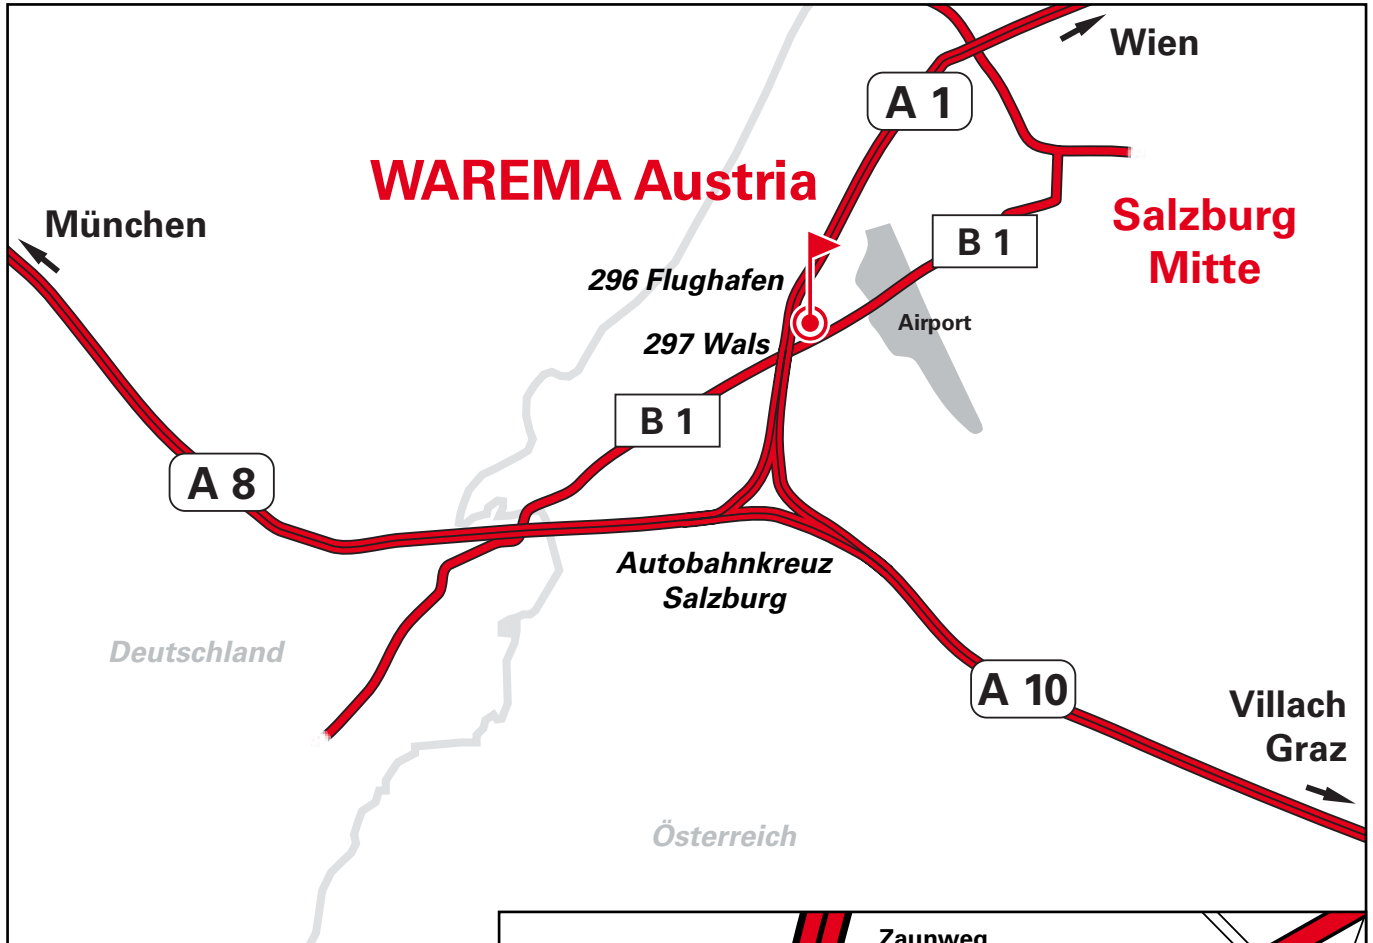 Wien
A 1
WAREMA Austria
München
Salzburg
Mitte
B 1
296 Flughafen
Airport
297 Wals
B 1
A 8
Autobahnkreuz
Salzburg
Deutschland
A 10
Villach
Graz
Österreich
Zaunweg